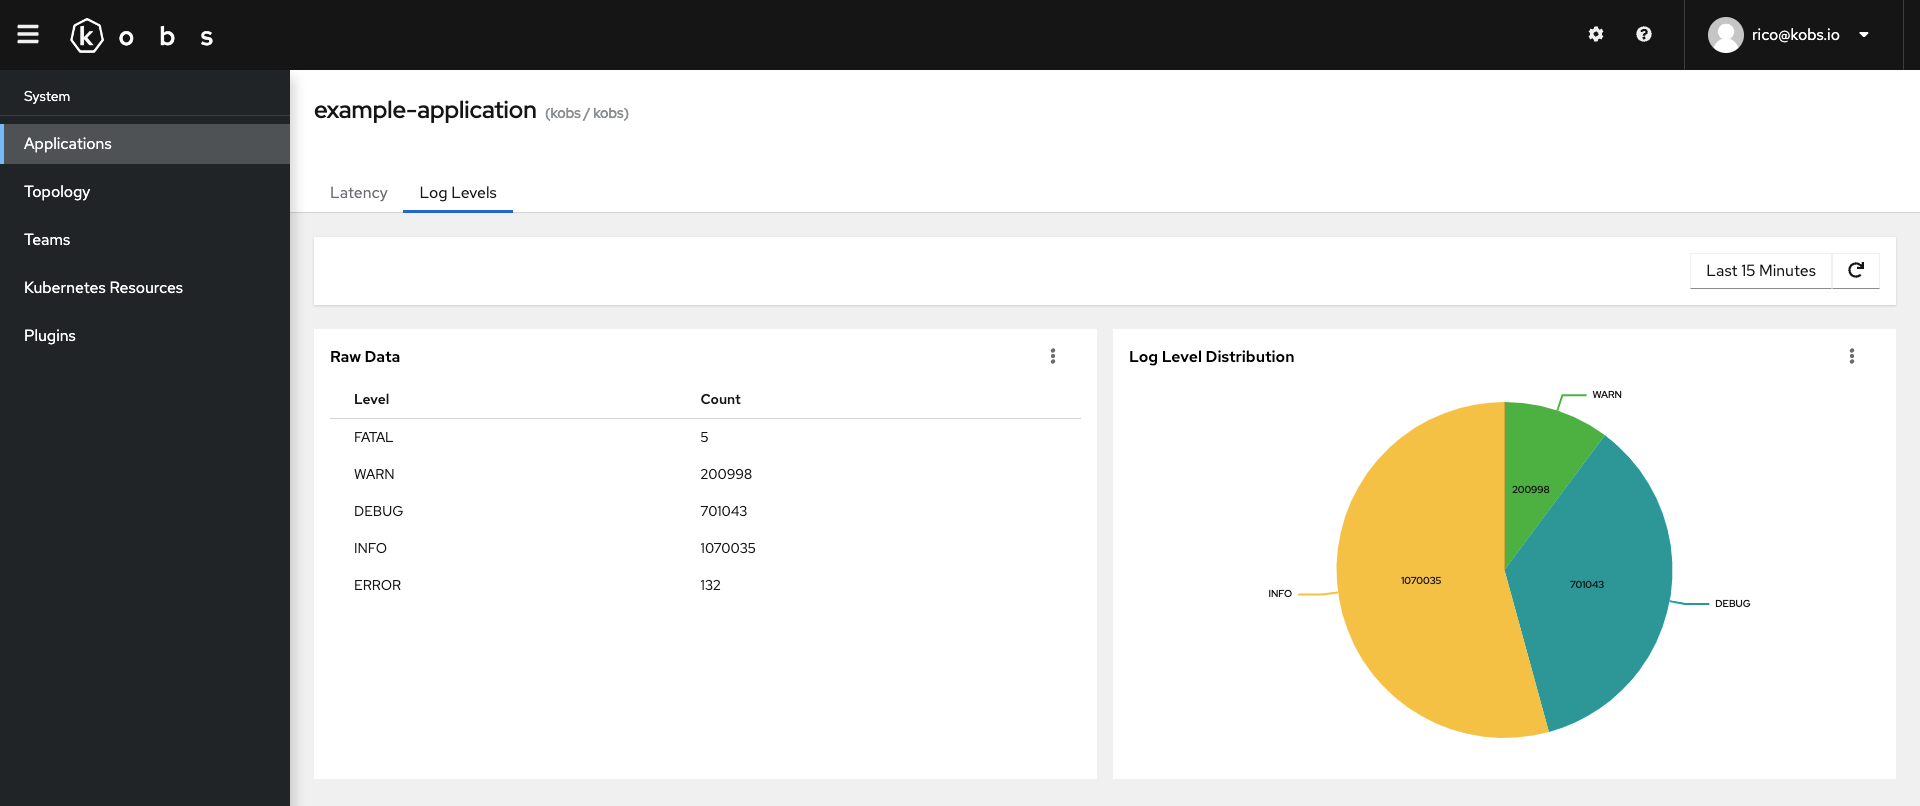 kobs
rico@kobs.io
System
Applications
Topology
Teams
Kubernetes Resources
Plugins
example-application (kobs / kobs)
Latency Log Levels
Last 15 Minutes
Raw Data
Level Count
FATAL 5
WARN 200998
DEBUG 701043
INFO 1070035
ERROR 132
Log Level Distribution
WARN
200998
1070035
701043
INFO
DEBUG